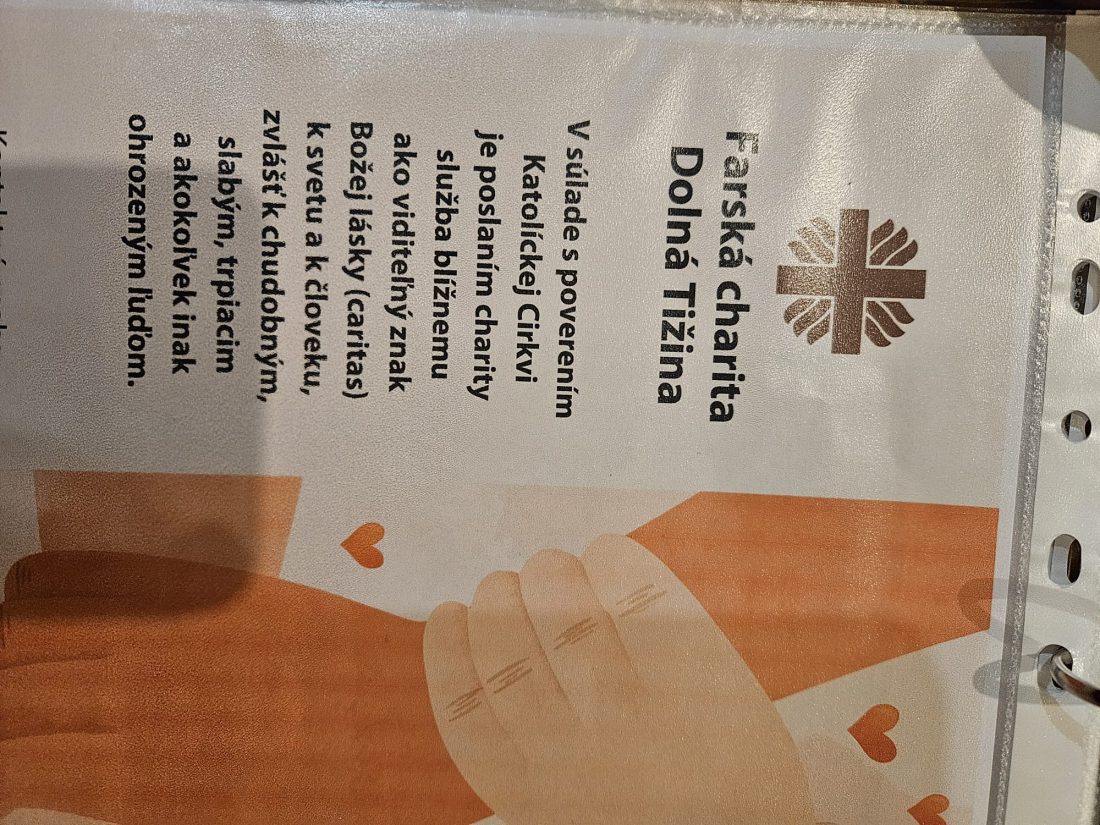 Farská charita
Dolná Tižina
V súlade s poverením
Katolíckej Cirkvi
je poslaním charity
služba blížnemu
ako viditeľný znak
Božej lásky (caritas)
k svetu a k človeku,
zvlášť k chudobným,
slabým, trpiacim
a akokoľvek inak
ohrozeným ľuďom.